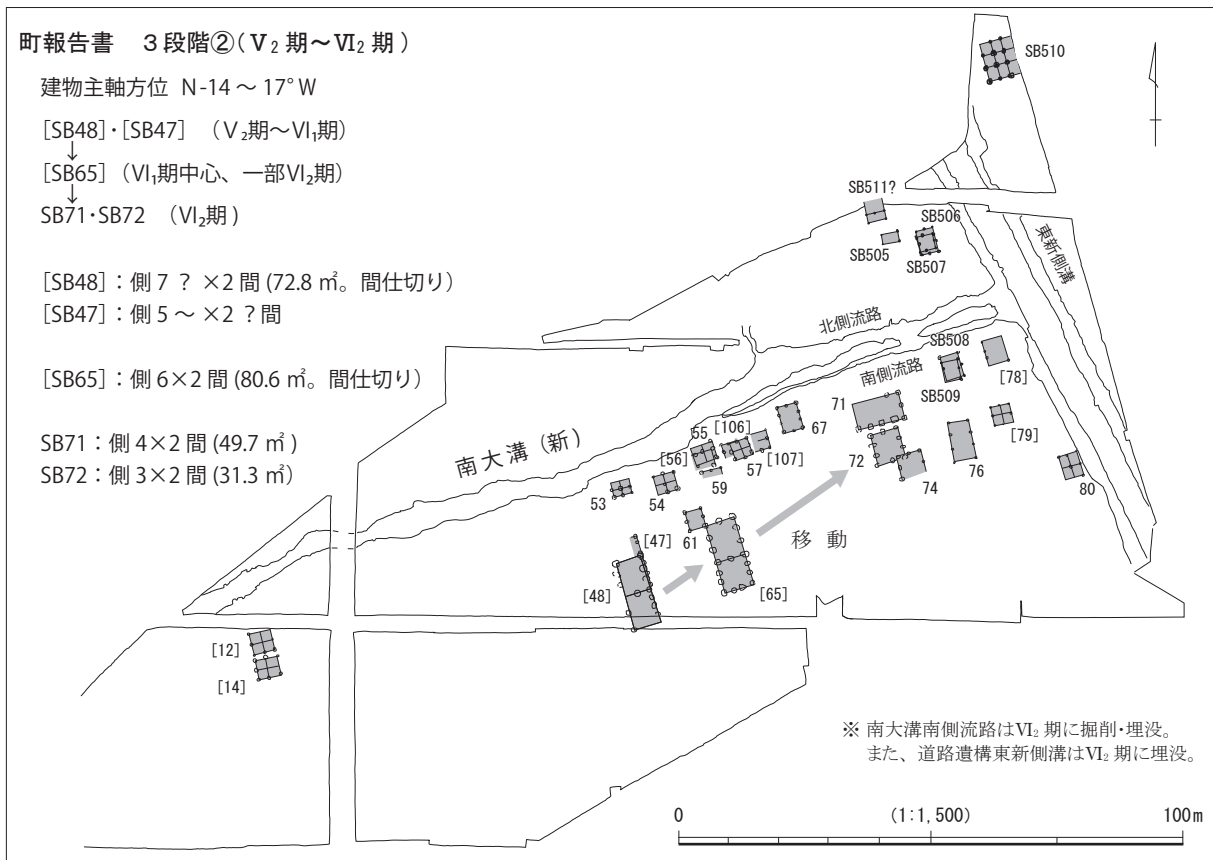 町報告書　３段階②(Ⅴ₂期～Ⅵ₂期)
建物主軸方位 N-14～17°W
[SB48]・[SB47]　(Ⅴ₂期～Ⅵ₁期)
↓
[SB65] (Ⅵ₁期中心、一部Ⅵ₂期)
↓
SB71・SB72　(Ⅵ₂期)
[SB48]：側７？×２間 (72.8 ㎡。間仕切り)
[SB47]：側５～×２？間
[SB65]：側 6×2 間 (80.6 ㎡。間仕切り)
SB71：側 4×2 間 (49.7 ㎡)
SB72：側 3×2 間 (31.3 ㎡)
SB510
SB511?
SB506
SB505
SB507
東新側溝
北側流路
SB508
南側流路
[78]
71
SB509
67
[106]
55
[56]
[107]
57
72
[79]
南大溝(新)
59
74
76
80
53
54
[47]
61
移　動
[48]
[65]
[12]
[14]
※ 南大溝南側流路はⅥ₂期に掘削・埋没。
また、道路遺構東新側溝はⅥ₂期に埋没。
0
(1:1,500)
100m